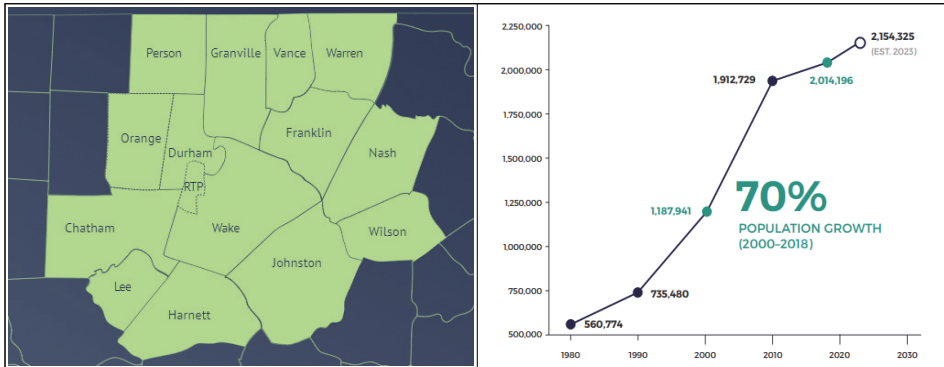 Person
Granville
Vance
Warren
Orange
Durham
Franklin
Nash
RTP
Chatham
Wake
Wilson
Johnston
Lee
Harnett
2,250,000
2,000,000
1,750,000
1,500,000
1,250,000
1,000,000
750,000
500,000
2,154,325
(EST. 2023)
1,912,729
2,014,196
1,187,941
70%
POPULATION GROWTH
(2000-2018)
735,480
560,774
1980 1990 2000 2010 2020 2030